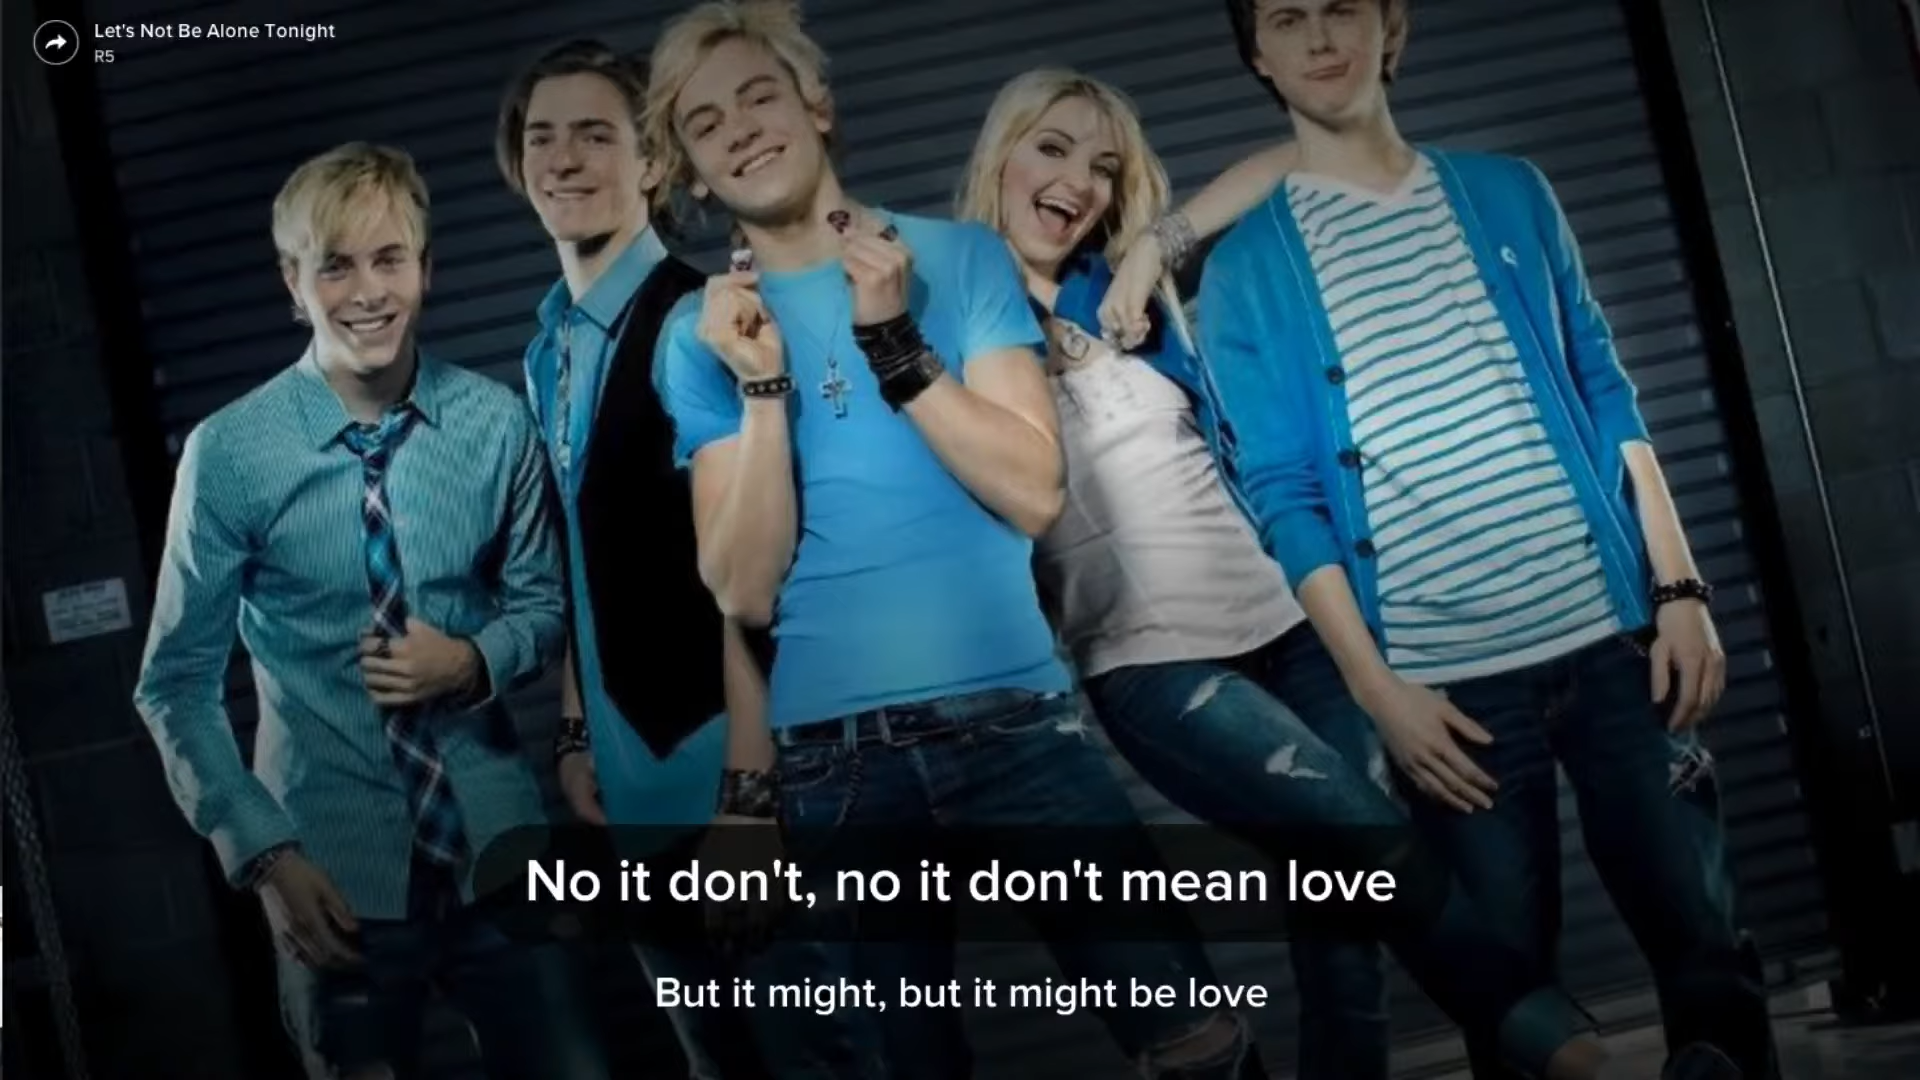 Let's Not Be Alone Tonight
R5
No it don't, no it don't mean love
But it might, but it might be love